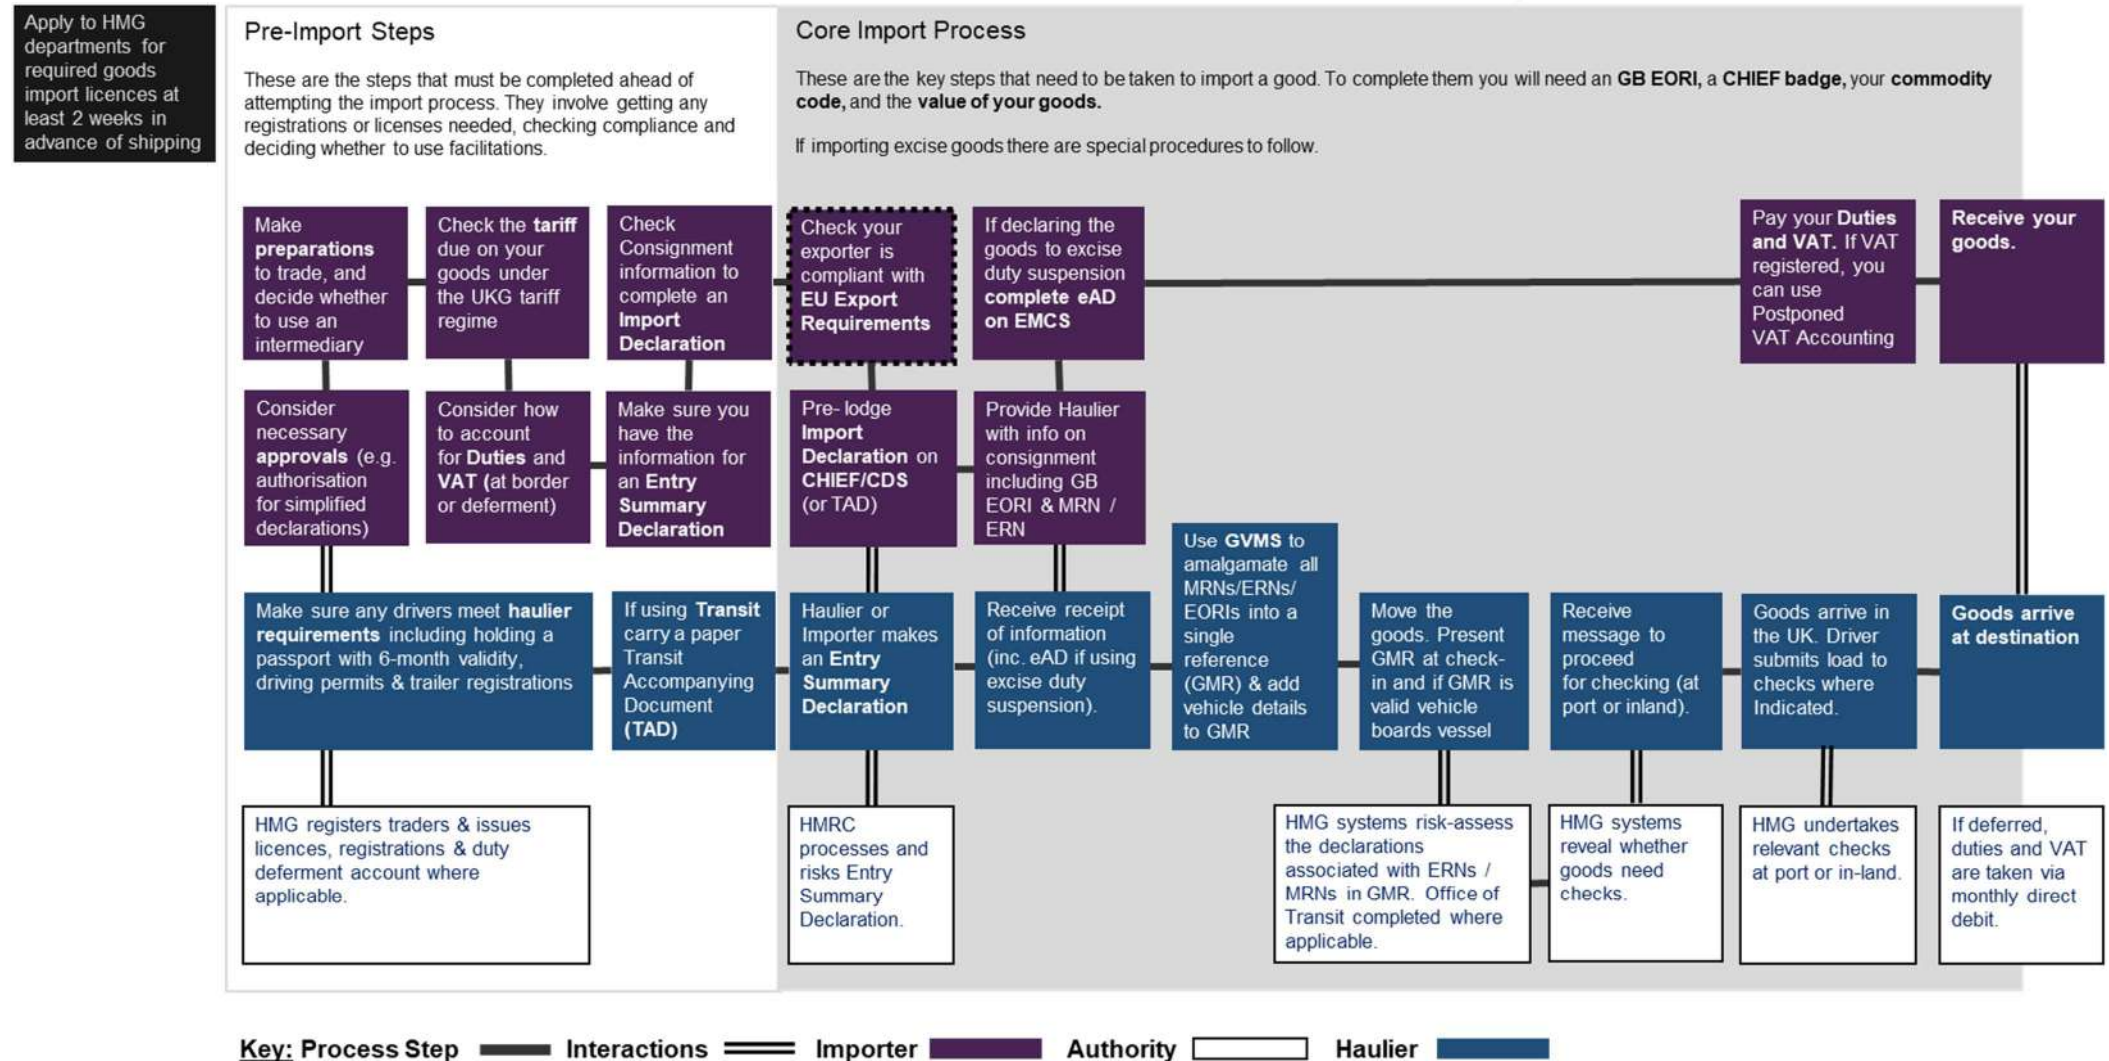 Apply to HMG
departments for
required goods
import licences at
least 2 weeks in
advance of shipping
Pre-Import Steps
These are the steps that must be completed ahead of
attempting the import process. They involve getting any
registrations or licenses needed, checking compliance and
deciding whether to use facilitations.
Core Import Process
These are the key steps that need to be taken to import a good. To complete them you will need an GB EORI, a CHIEF badge, your commodity
code, and the value of your goods.
If importing excise goods there are special procedures to follow.
Make
preparations
to trade, and
decide whether
to use an
intermediary
Check the tariff
due on your
goods under
the UKG tariff
regime
Check
Consignment
information to
complete an
Import
Declaration
Check your
exporter is
compliant with
EU Export
Requirements
If declaring the
goods to excise
duty suspension
complete eAD
on EMCS
Pay your Duties
and VAT. If VAT
registered, you
can use
Postponed
VAT Accounting
Receive your
goods.
Consider
necessary
approvals (e.g.
authorisation
for simplified
declarations)
Consider how
to account
for Duties and
VAT (at border
or deferment)
Make sure you
have the
information for
an Entry
Summary
Declaration
Pre- lodge
Import
Declaration on
CHIEF/CDS
(or TAD)
Provide Haulier
with info on
consignment
including GB
EORI & MRN /
ERN
Make sure any drivers meet haulier
requirements including holding a
passport with 6-month validity,
driving permits & trailer registrations
If using Transit
carry a paper
Transit
Accompanying
Document
(TAD)
Haulier or
Importer makes
an Entry
Summary
Declaration
Receive receipt
of information
(inc. eAD if using
excise duty
suspension).
Use GVMS to
amalgamate all
MRNs/ERNs/
EORIs into a
single
reference
(GMR) & add
vehicle details
to GMR
Move the
goods. Present
GMR at check-
in and if GMR is
valid vehicle
boards vessel
Receive
message to
proceed
for checking (at
port or inland).
Goods arrive in
the UK. Driver
submits load to
checks where
Indicated.
Goods arrive
at destination
HMG registers traders & issues
licences, registrations & duty
deferment account where
applicable.
HMRC
processes and
risks Entry
Summary
Declaration.
HMG systems risk-assess
the declarations
associated with ERNs /
MRNs in GMR. Office of
Transit completed where
applicable.
HMG systems
reveal whether
goods need
checks.
HMG undertakes
relevant checks
at port or in-land.
If deferred,
duties and VAT
are taken via
monthly direct
debit.
Key: Process Step Interactions Importer Authority Haulier